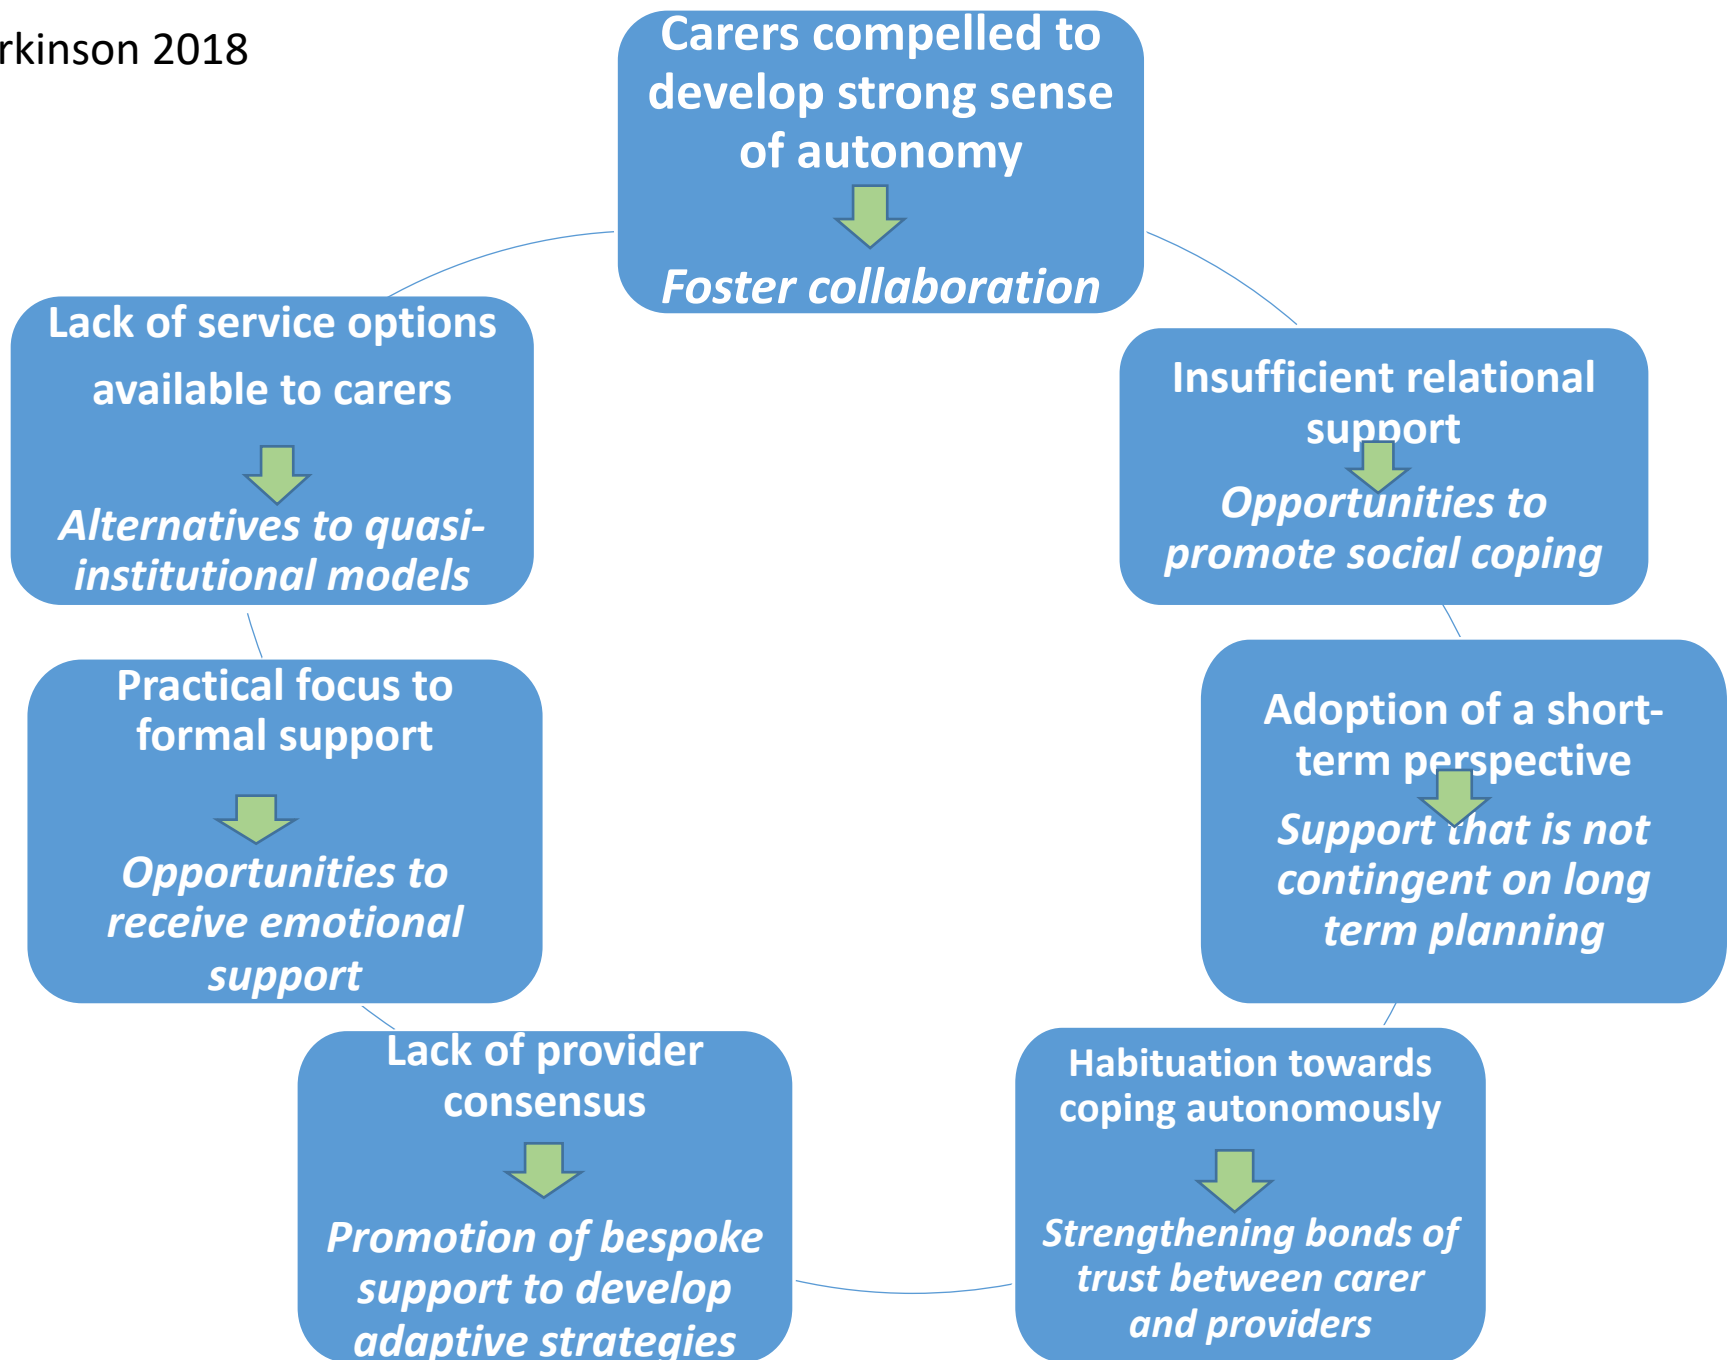 rkinson 2018
Carers compelled to
develop strong sense
of autonomy
Foster collaboration
Insufficient relational
support
Opportunities to
promote social coping
Adoption of a short-
term perspective
Support that is not
contingent on long
term planning
Habituation towards
coping autonomously
Strengthening bonds of
trust between carer
and providers
Lack of provider
consensus
Promotion of bespoke
support to develop
adaptive strategies
Practical focus to
formal support
Opportunities to
receive emotional
support
Lack of service options
available to carers
Alternatives to quasi-
institutional models